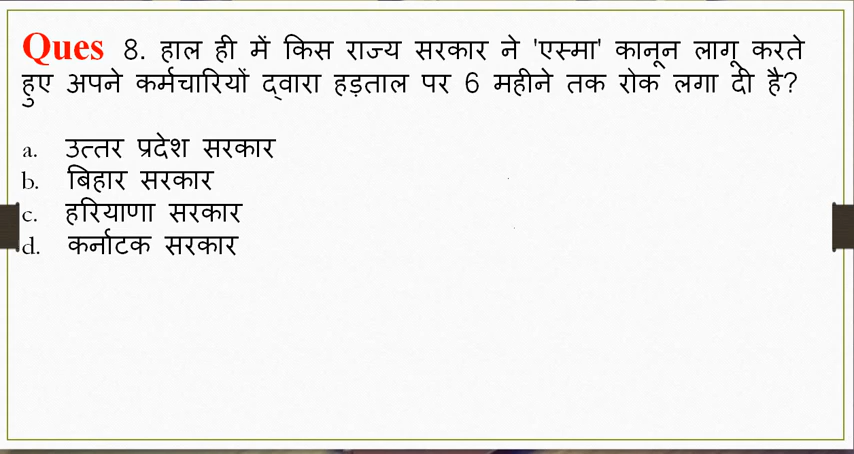 Ques 8. हाल ही में किस राज्य सरकार ने 'एस्मा' कानून लागू करते
हुए अपने कर्मचारियों द्वारा हड़ताल पर 6 महीने तक रोक लगा दी है?
a. उत्तर प्रदेश सरकार
b. बिहार सरकार
c. हरियाणा सरकार
d. कर्नाटक सरकार